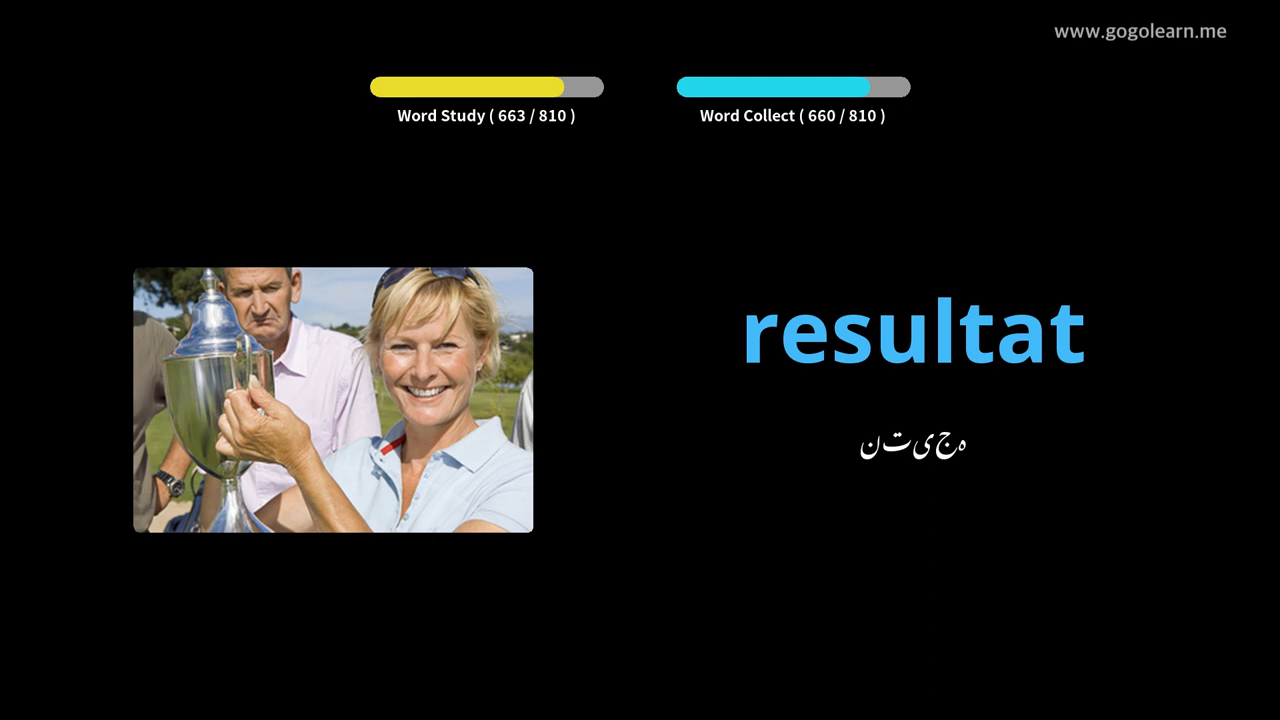 www.gogolearn.me
Word Study ( 663 / 810 )
Word Collect ( 660 / 810 )
resultat
نتیجہ